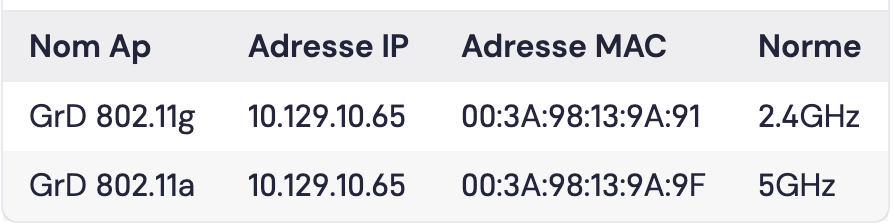 Nom Ap Adresse IP Adresse MAC Norme
GrD 802.11g 10.129.10.65 00:3A:98:13:9A:91 2.4GHz
GrD 802.11a 10.129.10.65 00:3A:98:13:9A:9F 5GHz